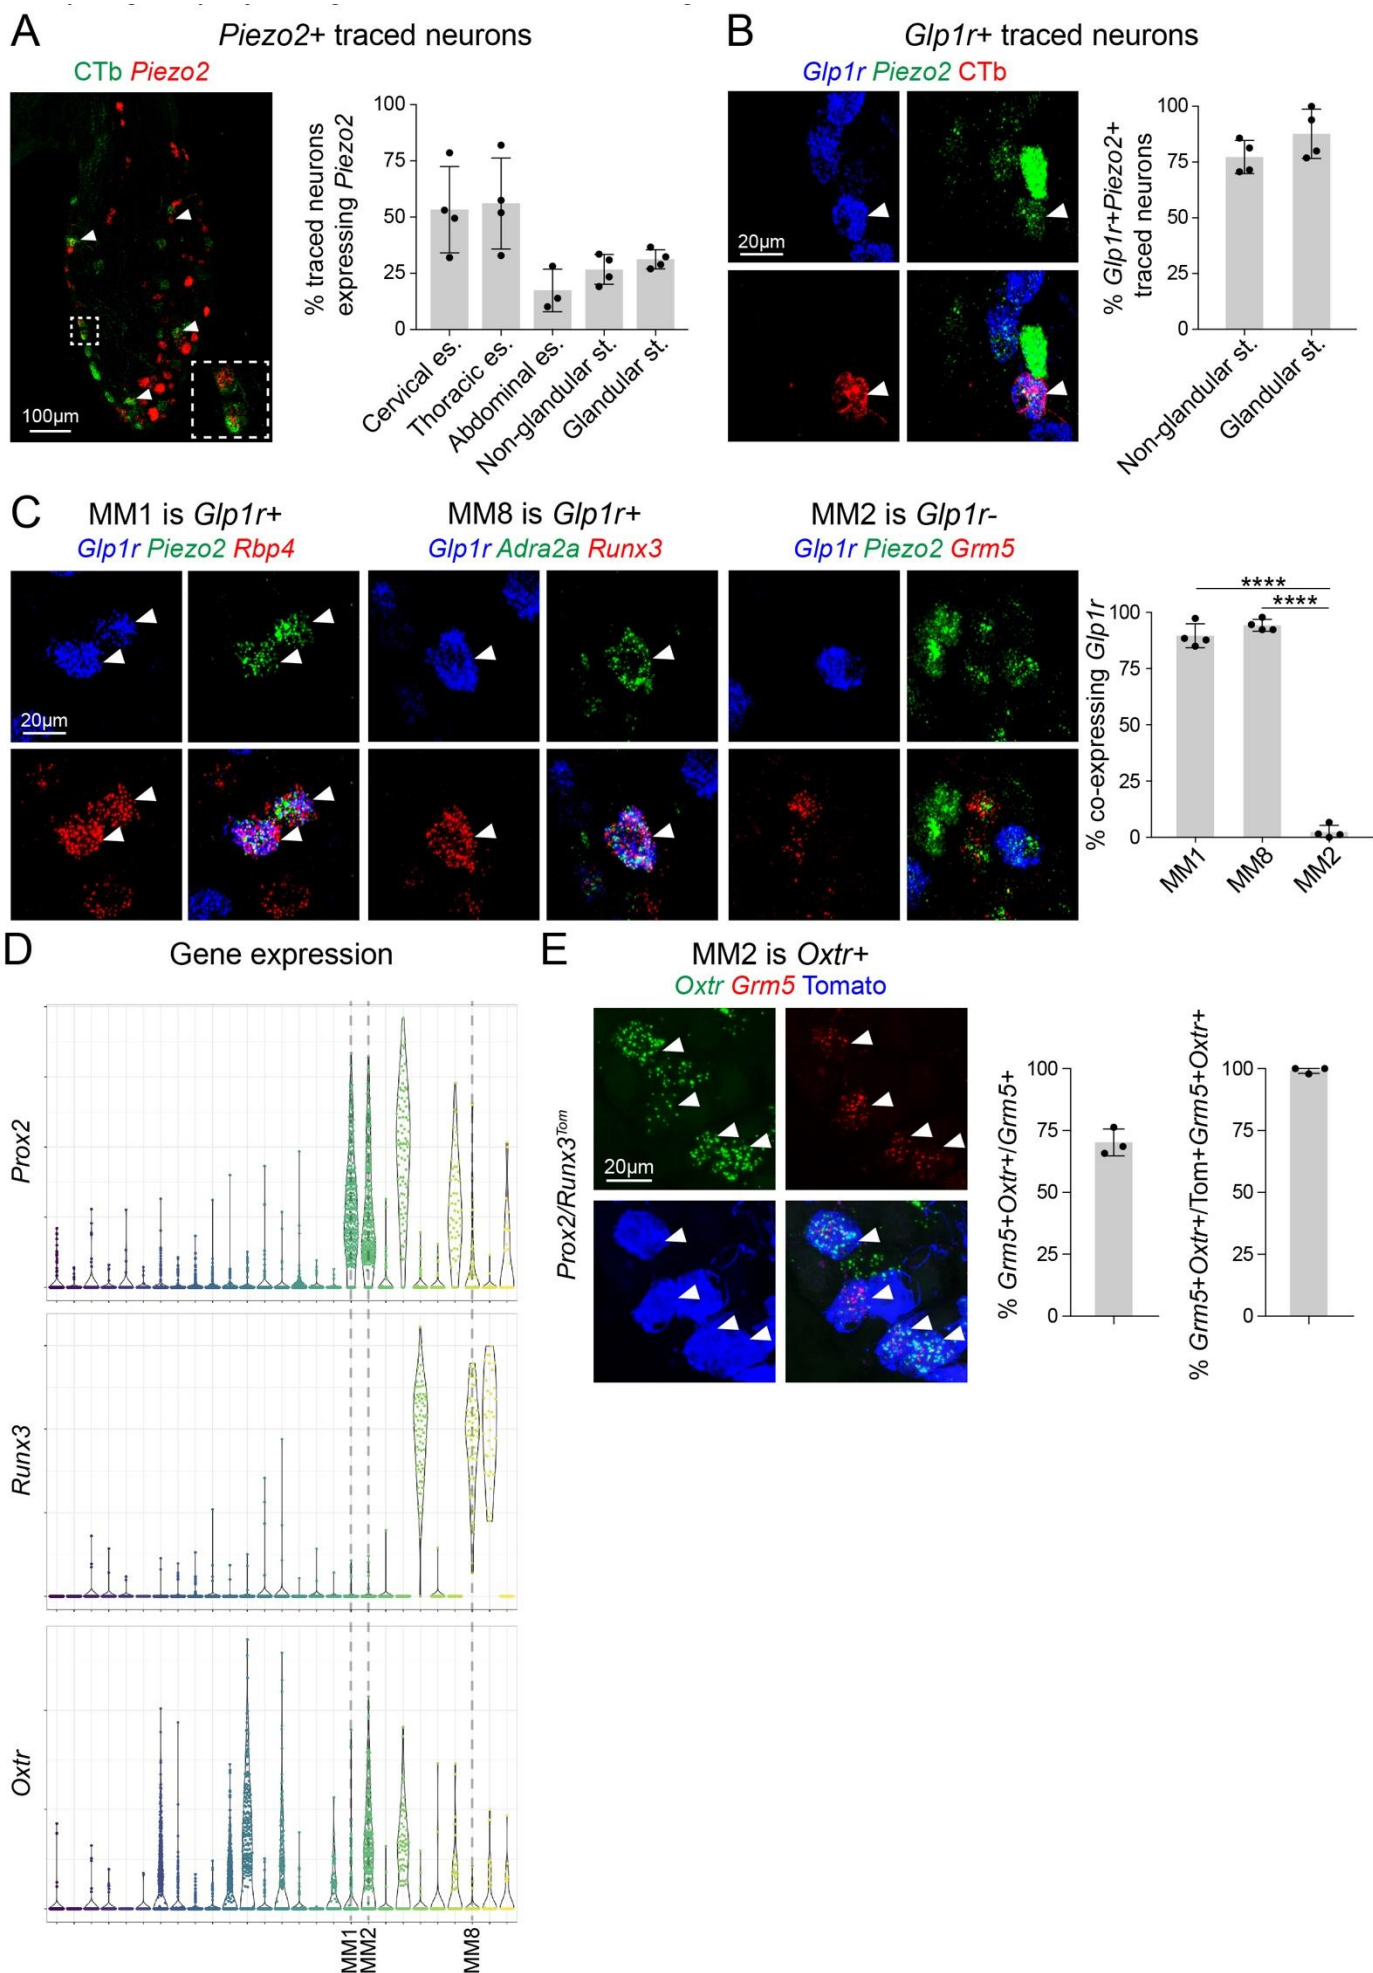 A
Piezo2+ traced neurons
CTb Piezo2
100µm
% traced neurons
expressing Piezo2
100
75
50
25
0
Cervical es.
Thoracic es.
Abdominal es.
Non-glandular st.
Glandular st.
B
Glp1r+ traced neurons
Glp1r Piezo2 CTb
20µm
% Glp1r+Piezo2+
traced neurons
100
75
50
25
0
Non-glandular st.
Glandular st.
C
MM1 is Glp1r+
Glp1r Piezo2 Rbp4
20µm
MM8 is Glp1r+
Glp1r Adra2a Runx3
MM2 is Glp1r-
Glp1r Piezo2 Grm5
% co-expressing Glp1r
****
****
100
75
50
25
0
MM1
MM8
MM2
D
Gene expression
Prox2
Runx3
Oxtr
MM1
MM2
MM8
E
MM2 is Oxtr+
Oxtr Grm5 Tomato
Prox2/Runx3Tom
20µm
% Grm5+Oxtr+/Grm5+
100
75
50
25
0
% Grm5+Oxtr+/Tom+Grm5+Oxtr+
100
75
50
25
0